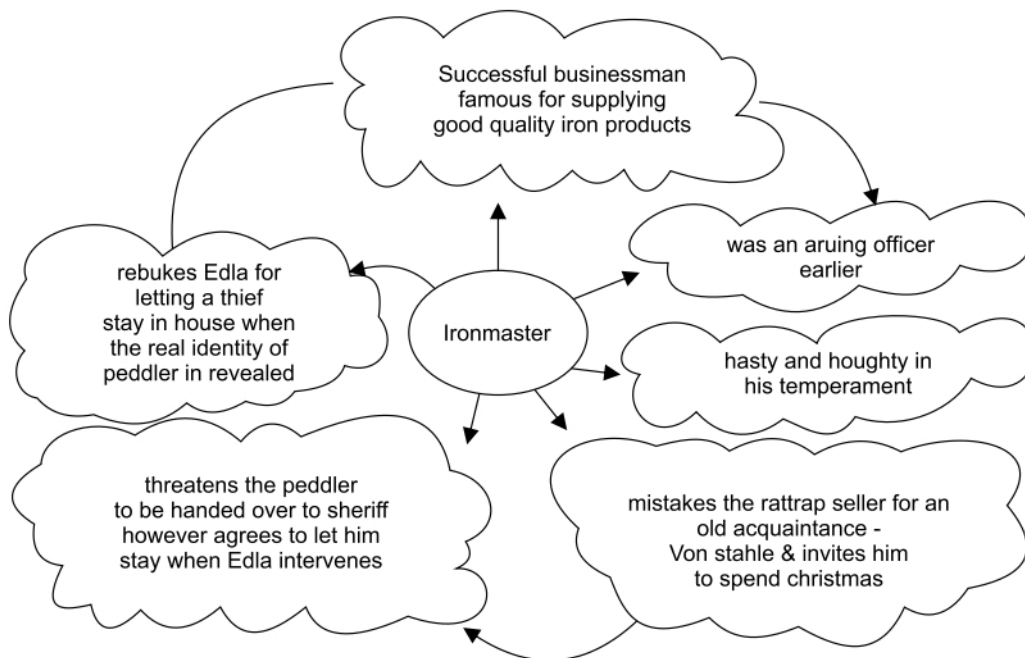 Successful businessman
famous for supplying
good quality iron products
was an aruing officer
earlier
rebukes Edla for
letting a thief
stay in house when
the real identity of
peddler in revealed
Ironmaster
hasty and houghty in
his temperament
threatens the peddler
to be handed over to sheriff
however agrees to let him
stay when Edla intervenes
mistakes the rattrap seller for an
old acquaintance -
Von stahle & invites him
to spend christmas